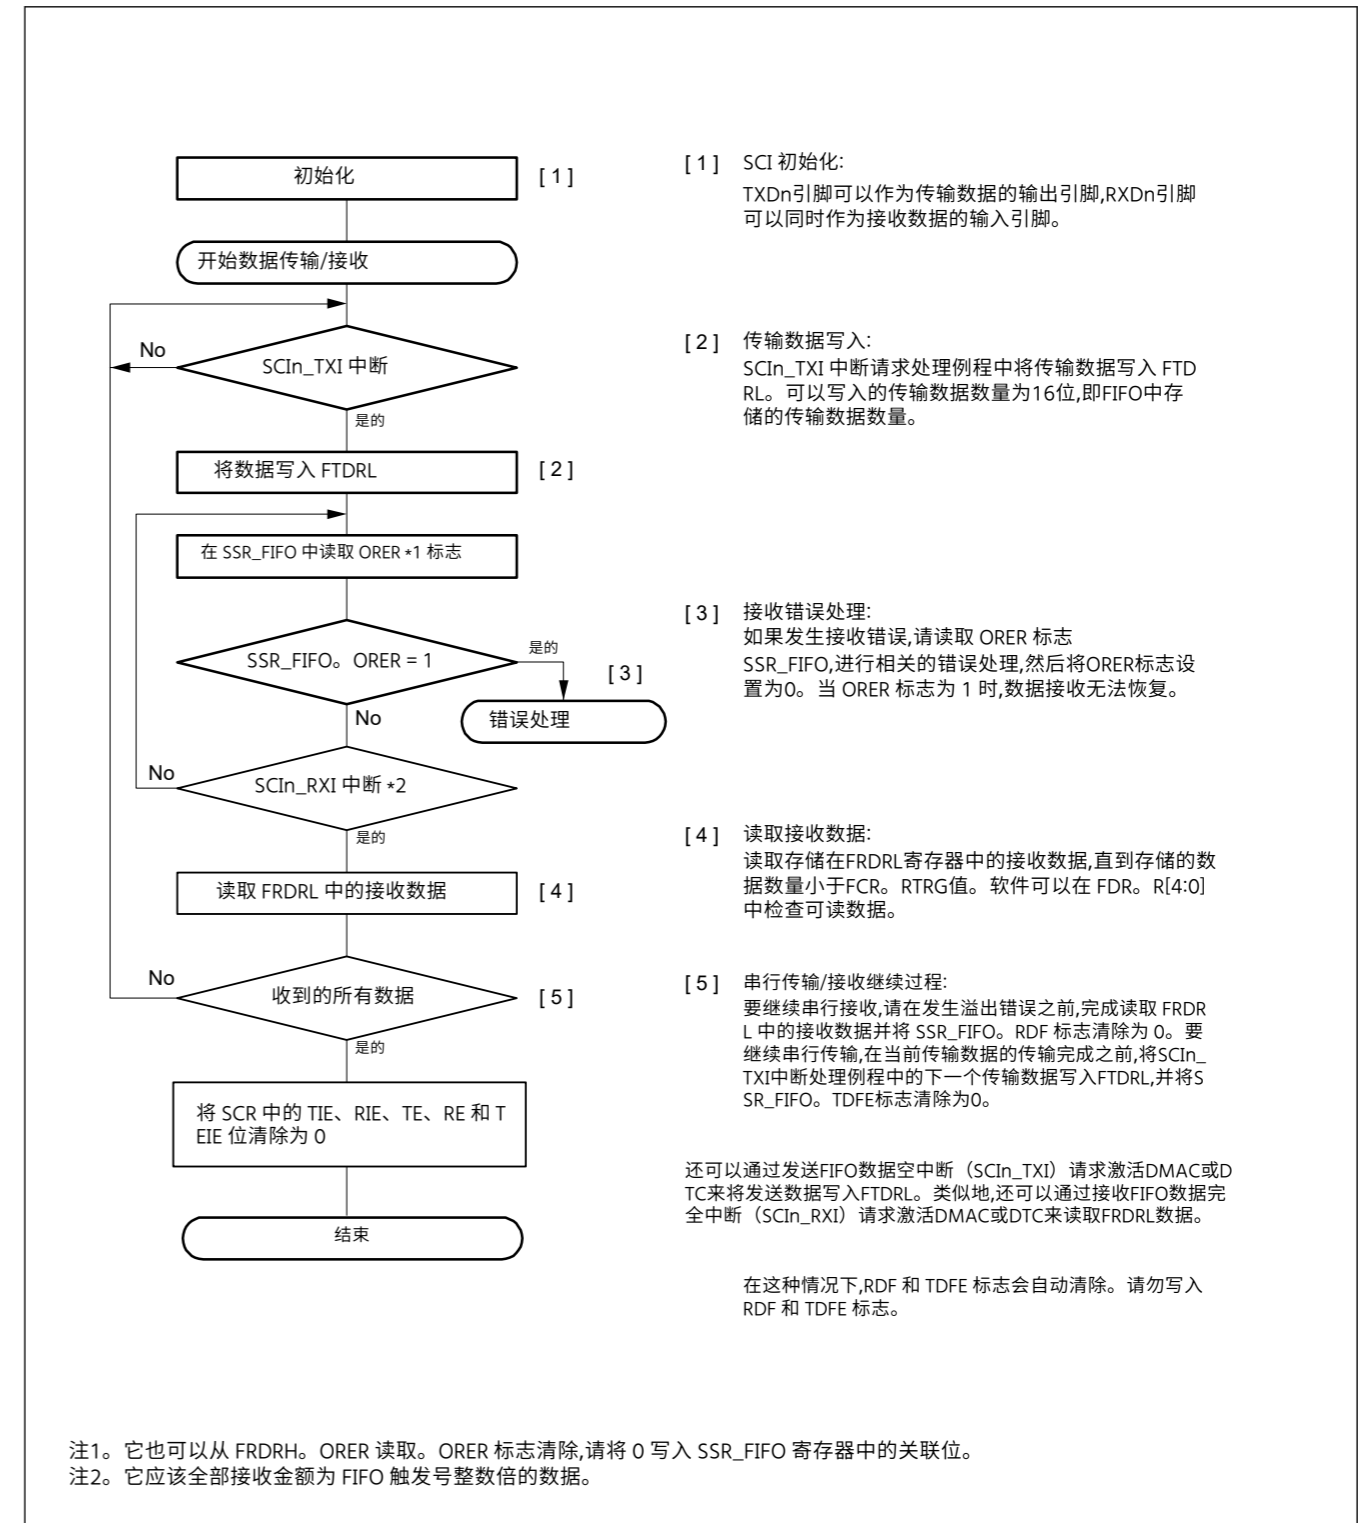 初始化
[ 1 ]
开始数据传输/接收
No
SCIn_TXI 中断
是的
将数据写入 FTDRL
[ 2 ]
在 SSR_FIFO 中读取 ORER *1 标志
SSR_FIFO。ORER = 1
是的
[ 3 ]
错误处理
No
No
SCIn_RXI 中断 *2
是的
读取 FRDRL 中的接收数据
[ 4 ]
No
收到的所有数据
[ 5 ]
是的
将 SCR 中的 TIE、RIE、TE、RE 和 T
EIE 位清除为 0
结束
[ 1 ] SCI 初始化:
TXDn引脚可以作为传输数据的输出引脚,RXDn引脚
可以同时作为接收数据的输入引脚。
[ 2 ] 传输数据写入:
SCIn_TXI 中断请求处理例程中将传输数据写入 FTD
RL。可以写入的传输数据数量为16位,即FIFO中存
储的传输数据数量。
[ 3 ] 接收错误处理:
如果发生接收错误,请读取 ORER 标志
SSR_FIFO,进行相关的错误处理,然后将ORER标志设
置为0。当 ORER 标志为 1 时,数据接收无法恢复。
[ 4 ] 读取接收数据:
读取存储在FRDRL寄存器中的接收数据,直到存储的数
据数量小于FCR。RTRG值。软件可以在 FDR。R[4:0]
中检查可读数据。
[ 5 ] 串行传输/接收继续过程:
要继续串行接收,请在发生溢出错误之前,完成读取 FRDR
L 中的接收数据并将 SSR_FIFO。RDF 标志清除为 0。要
继续串行传输,在当前传输数据的传输完成之前,将SCIn_
TXI中断处理例程中的下一个传输数据写入FTDRL,并将S
SR_FIFO。TDFE标志清除为0。
还可以通过发送FIFO数据空中断（SCIn_TXI）请求激活DMAC或D
TC来将发送数据写入FTDRL。类似地,还可以通过接收FIFO数据完
全中断（SCIn_RXI）请求激活DMAC或DTC来读取FRDRL数据。
在这种情况下,RDF 和 TDFE 标志会自动清除。请勿写入
RDF 和 TDFE 标志。
注1。它也可以从 FRDRH。ORER 读取。ORER 标志清除,请将 0 写入 SSR_FIFO 寄存器中的关联位。
注2。它应该全部接收金额为 FIFO 触发号整数倍的数据。